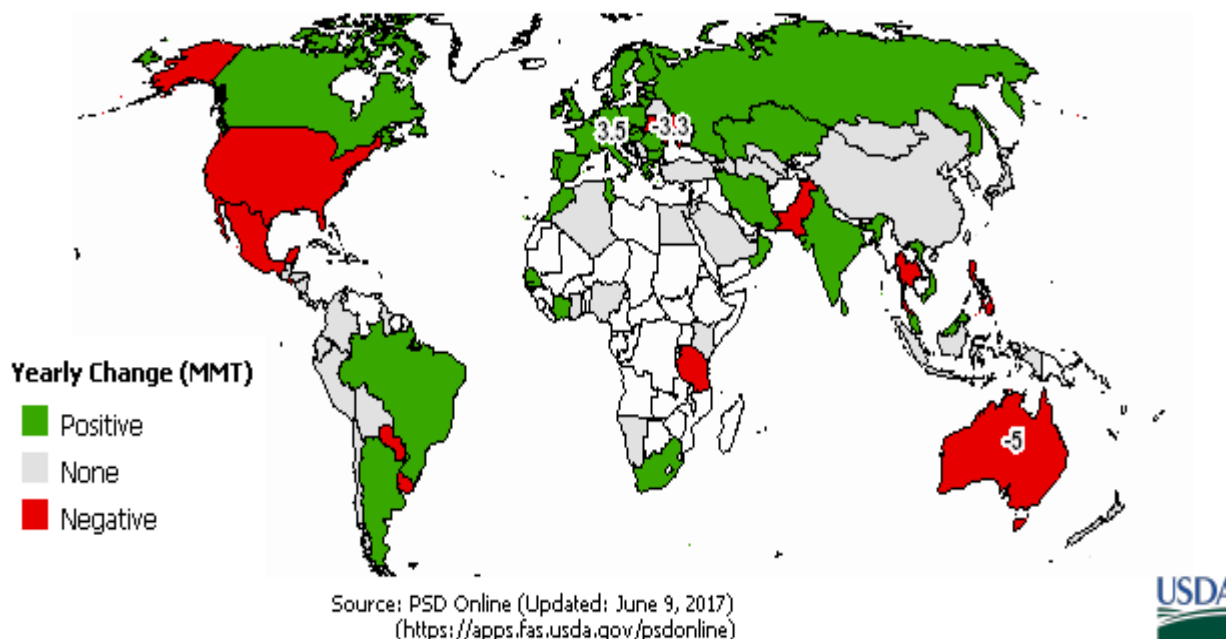 3.5
-3.3
Yearly Change (MMT)
Positive
None
Negative
-5
Source: PSD Online (Updated: June 9, 2017)
(https://apps.fas.usda.gov/psdonline)
USDA